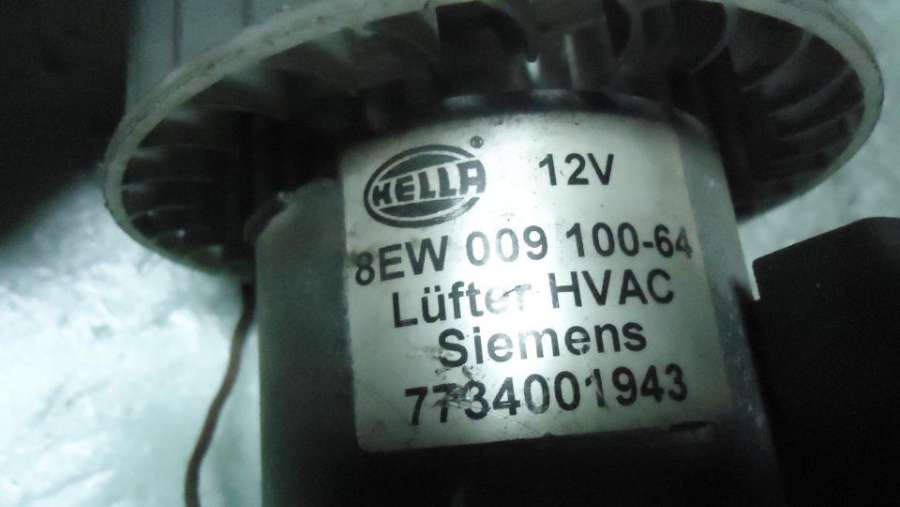 HELLA® 12V
8EW 009 100-64
Lüfter HVAC
Siemens
7734001943